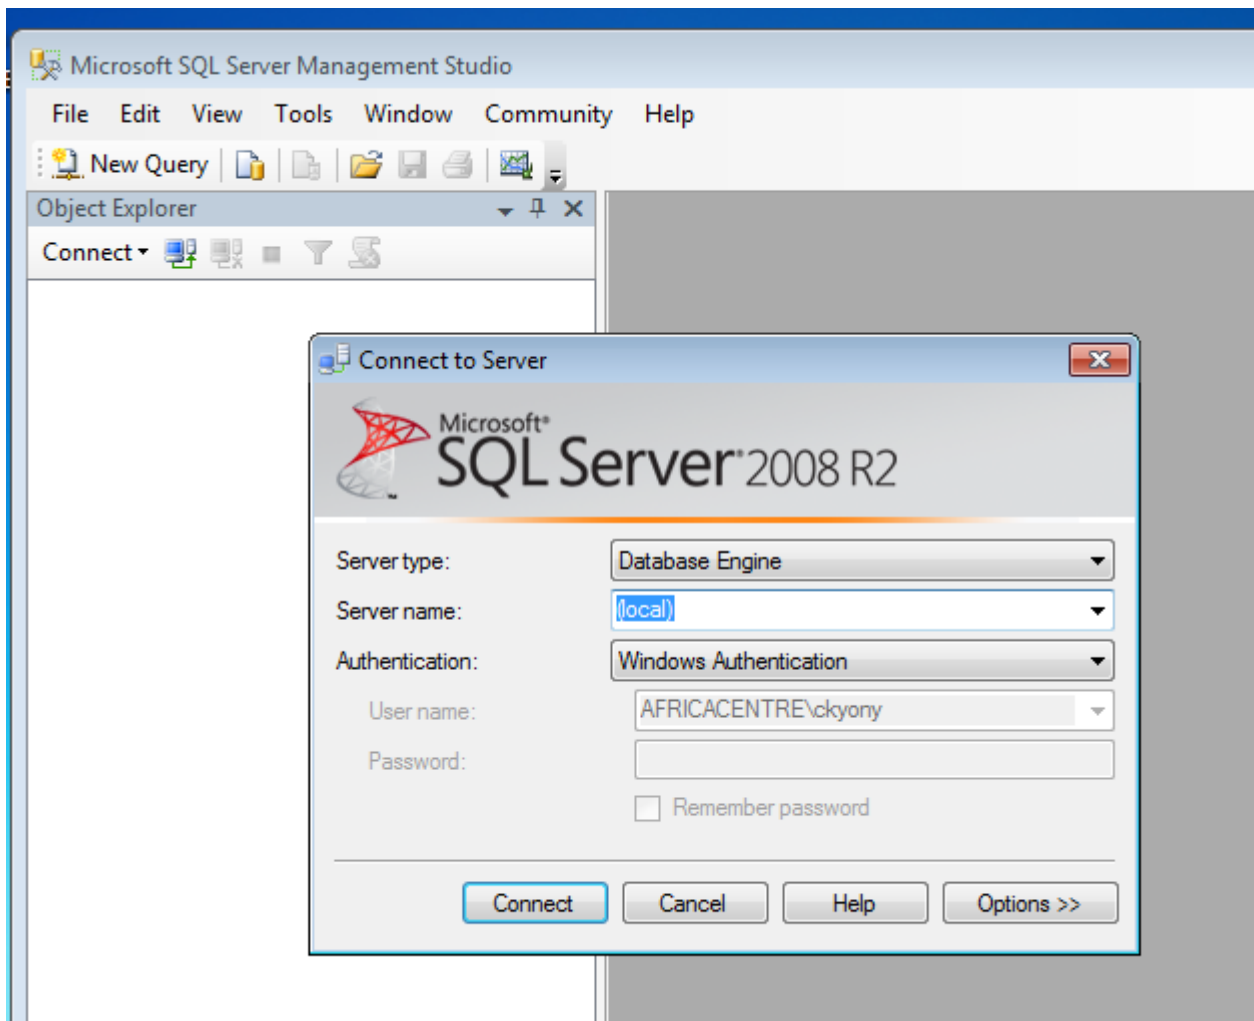 Microsoft SQL Server Management Studio
File Edit View Tools Window Community Help
New Query
Object Explorer
Connect
Connect to Server
Microsoft®
SQL Server® 2008 R2
Server type: Database Engine
Server name: (local)
Authentication: Windows Authentication
User name: AFRICACENTRE\ckyony
Password:
Remember password
Connect Cancel Help Options >>